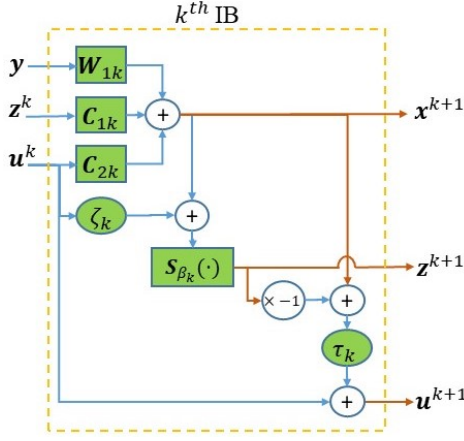 k^{th} IB
y W_{1k}
z^k C_{1k} + x^{k+1}
u^k C_{2k}
ζ_k +
S_{β_k}(·) z^{k+1}
× −1 +
τ_k
+ u^{k+1}